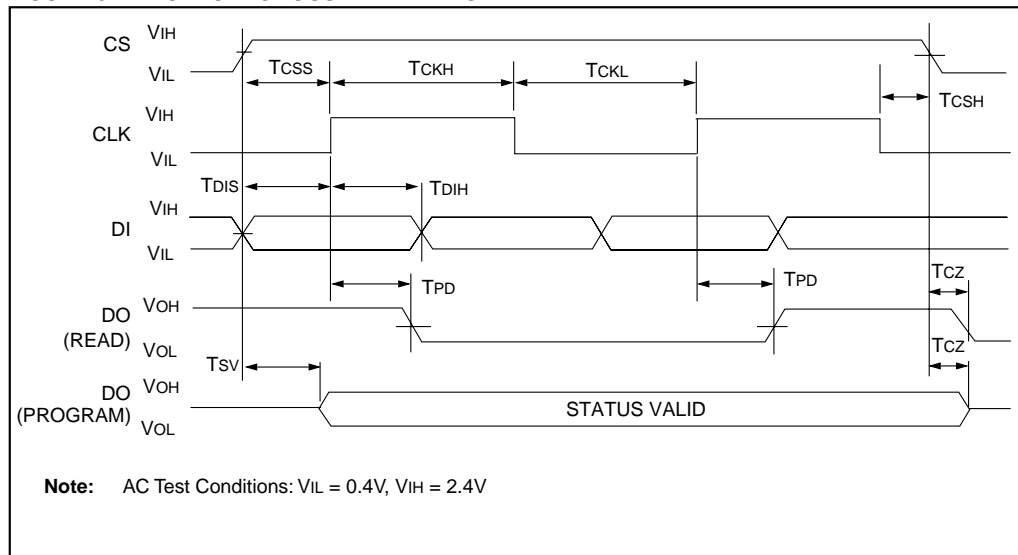 CS VIH
VIL
TCSS TCKH TCKL
TCSH
CLK VIH
VIL
TDIS TDIH
DI VIH
VIL
TPD TPD TCZ
DO (READ) VOH
VOL
TSV TCZ
DO (PROGRAM) VOH
VOL
STATUS VALID
Note: AC Test Conditions: VIL = 0.4V, VIH = 2.4V